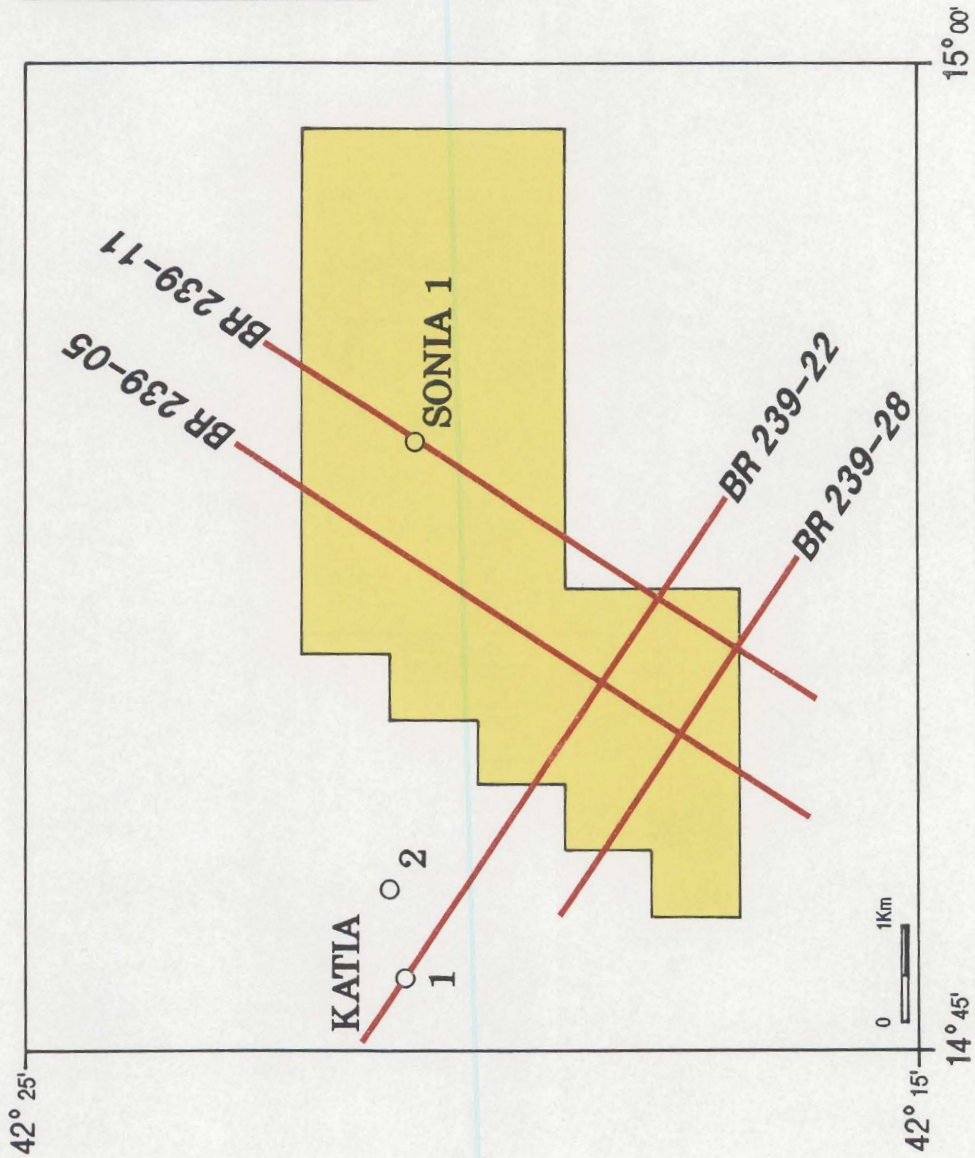 42° 25'
BR 239-05
BR 239-11
KATIA
2
1
SONIA 1
BR 239-22
BR 239-28
0 1Km
42° 15'
14° 45'
15° 00'